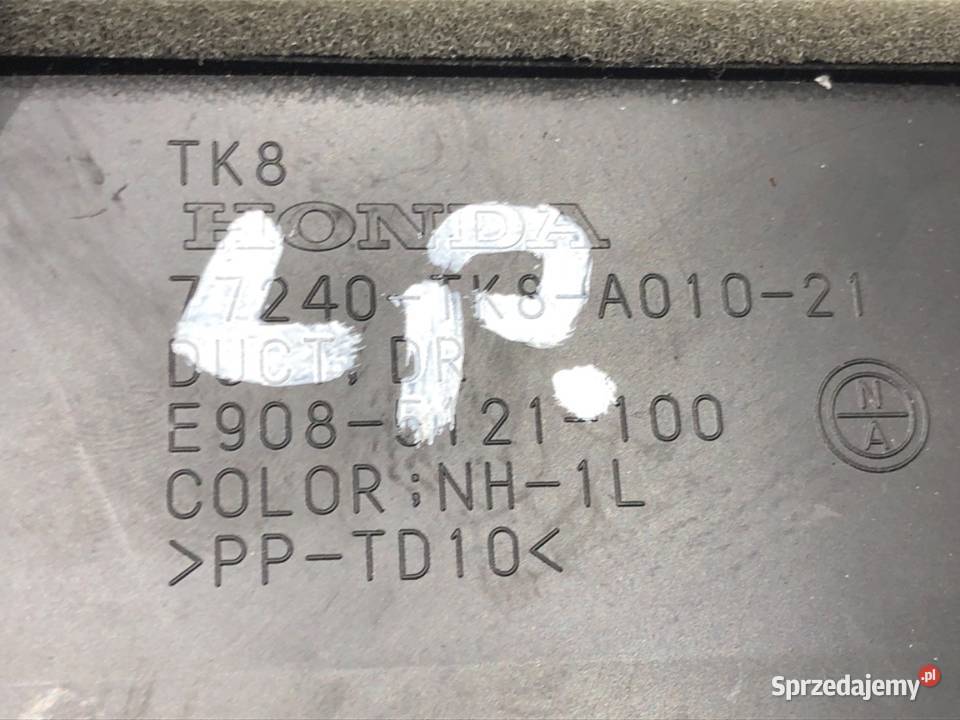 TK8
HONDA
77240-TK8-A010-21
DUCT, DR
E908-5121-100
COLOR;NH-1L
>PP-TD10<
LP.
N
A
Sprzedajemy.pl